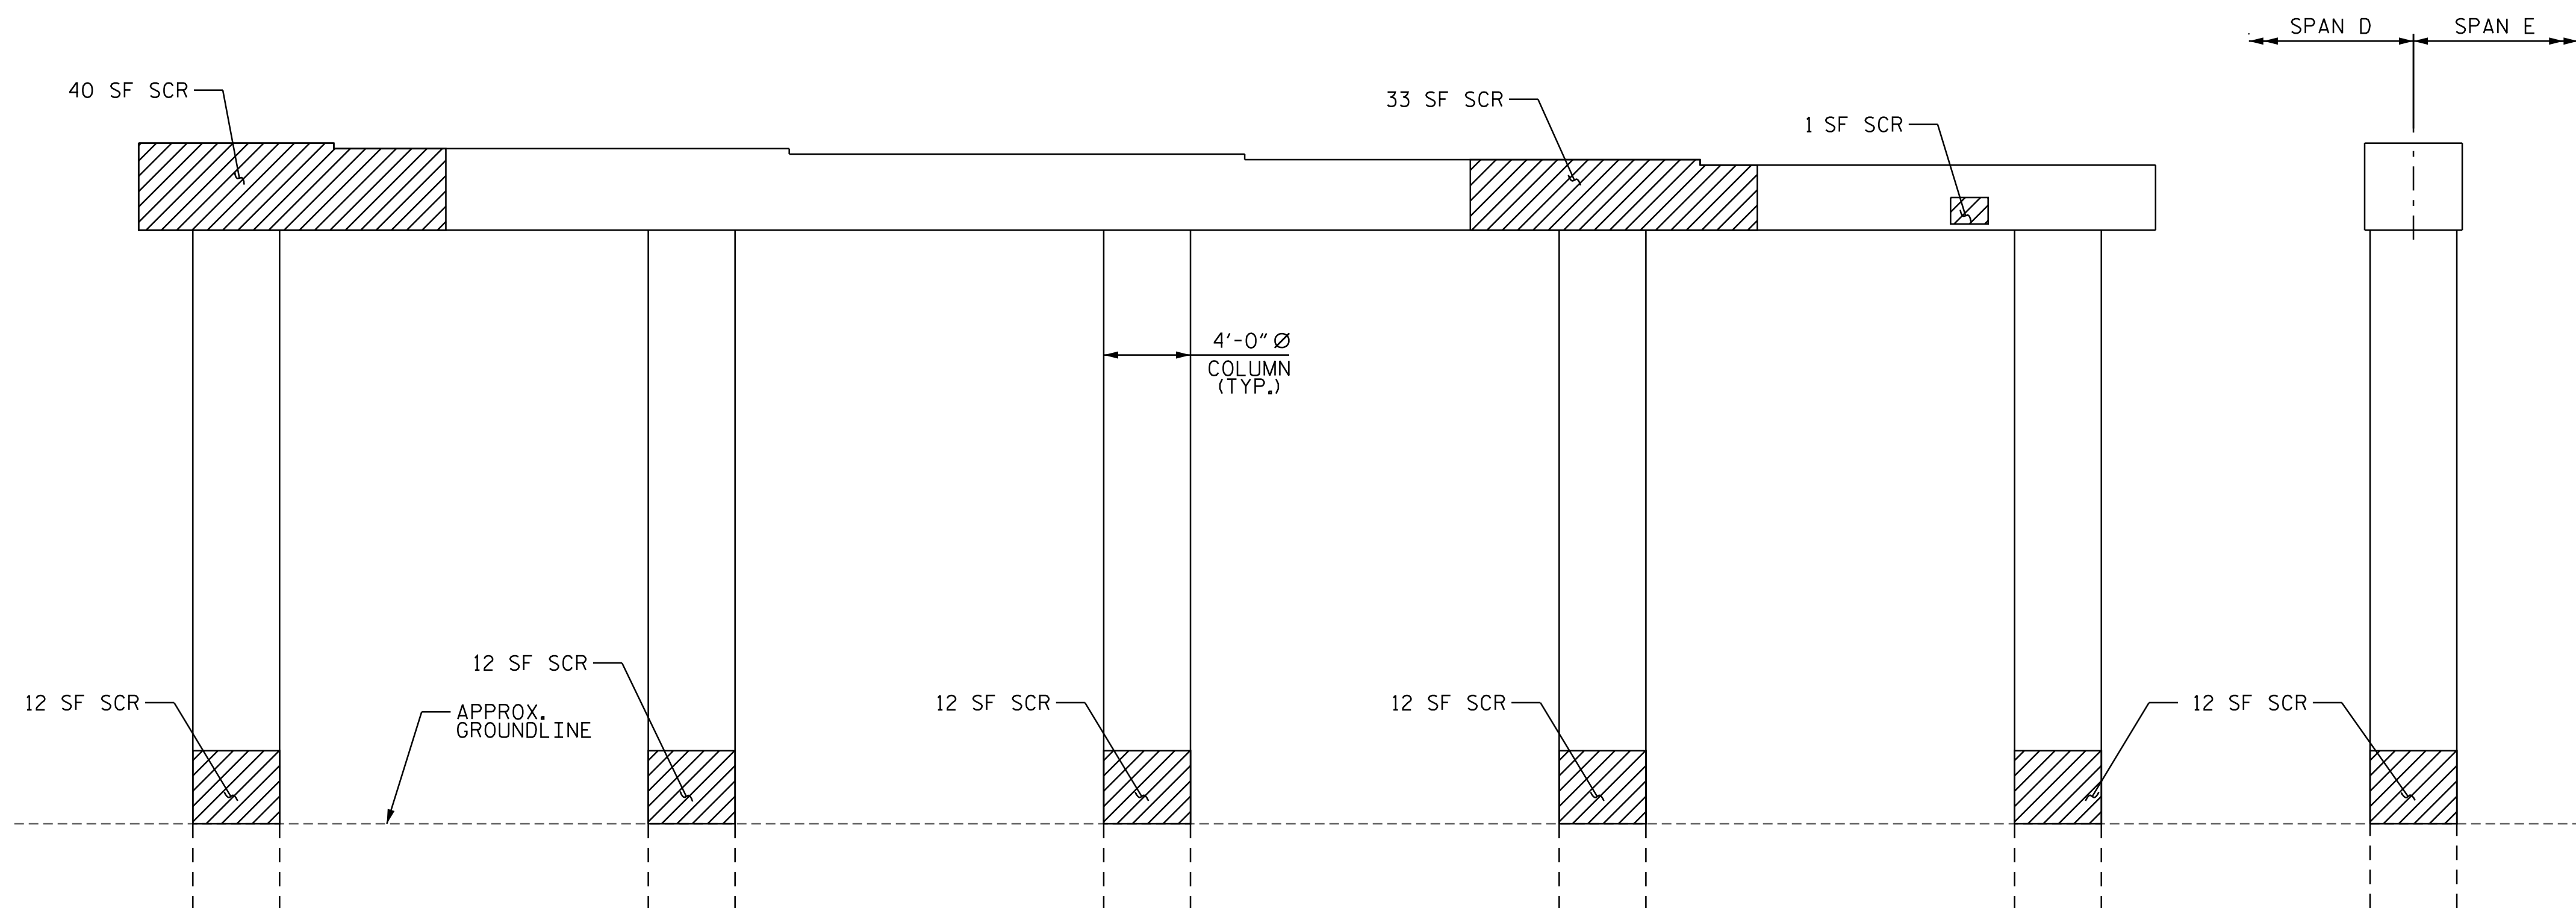 SPAN D
SPAN E
40 SF SCR
33 SF SCR
1 SF SCR
4'-0" Ø
COLUMN
(TYP.)
12 SF SCR
12 SF SCR
APPROX.
GROUNDLINE
12 SF SCR
12 SF SCR
12 SF SCR